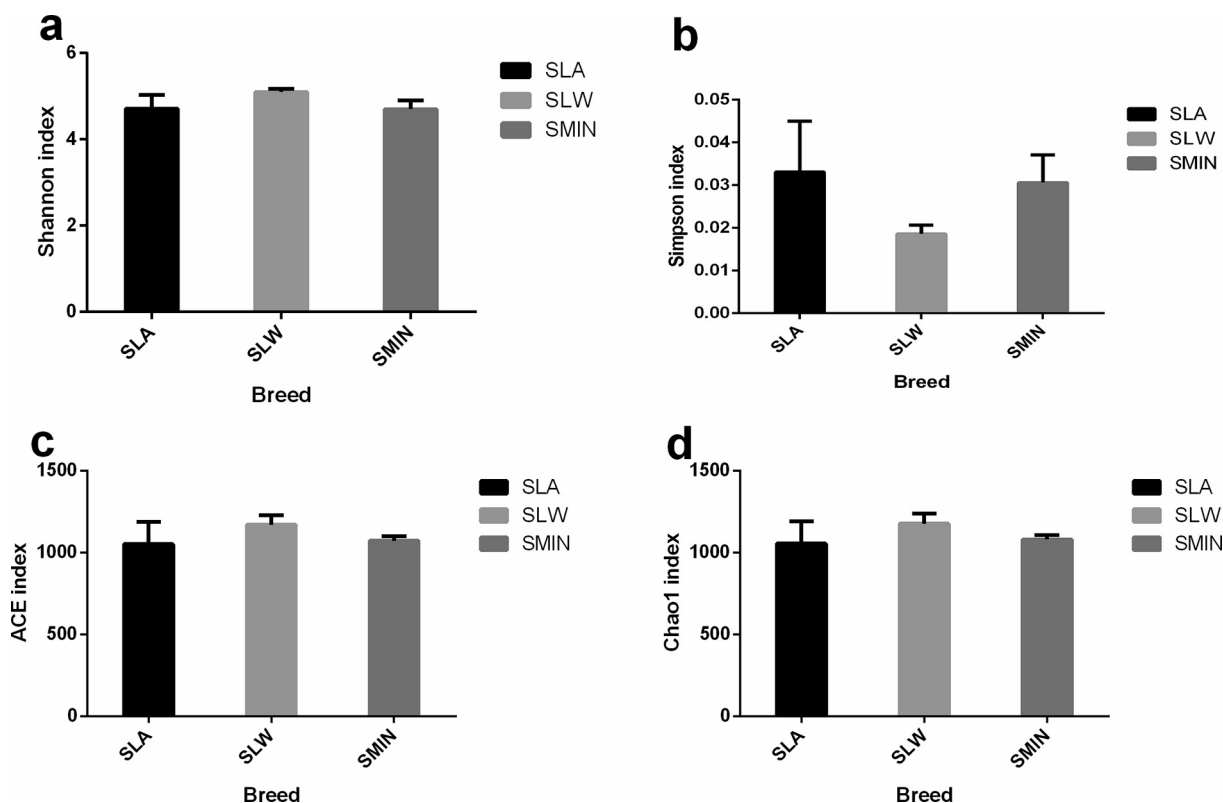 a
6
4
2
0
Shannon index
SLA
SLW
SMIN
Breed
SLA
SLW
SMIN
b
0.05
0.04
0.03
0.02
0.01
0.00
Simpson index
SLA
SLW
SMIN
Breed
SLA
SLW
SMIN
c
1500
1000
500
0
ACE index
SLA
SLW
SMIN
Breed
SLA
SLW
SMIN
d
1500
1000
500
0
Chao1 index
SLA
SLW
SMIN
Breed
SLA
SLW
SMIN